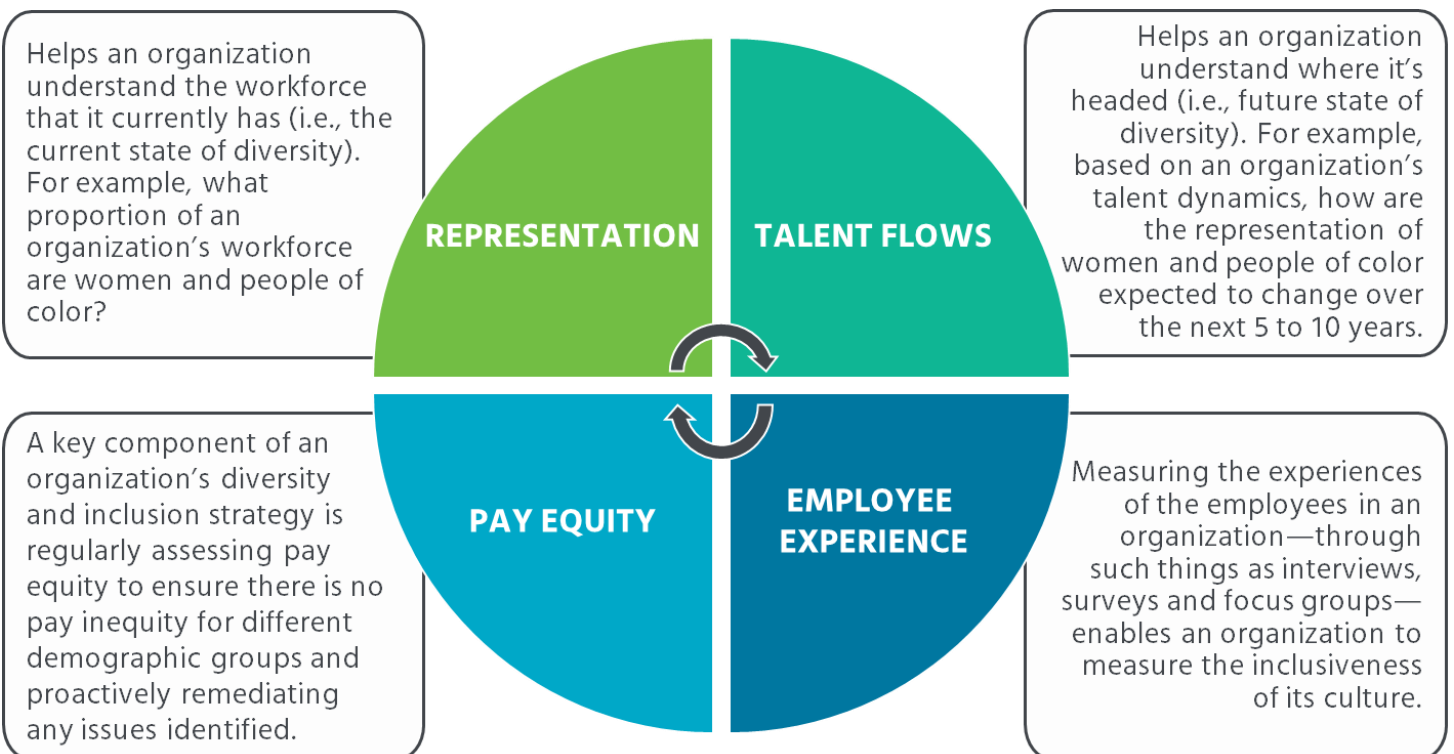 Helps an organization
understand the workforce
that it currently has (i.e., the
current state of diversity).
For example, what
proportion of an
organization’s workforce
are women and people of
color?
REPRESENTATION
TALENT FLOWS
Helps an organization
understand where it’s
headed (i.e., future state of
diversity). For example,
based on an organization’s
talent dynamics, how are
the representation of
women and people of color
expected to change over
the next 5 to 10 years.
A key component of an
organization’s diversity
and inclusion strategy is
regularly assessing pay
equity to ensure there is no
pay inequity for different
demographic groups and
proactively remediating
any issues identified.
PAY EQUITY
EMPLOYEE
EXPERIENCE
Measuring the experiences
of the employees in an
organization—through
such things as interviews,
surveys and focus groups—
enables an organization to
measure the inclusiveness
of its culture.